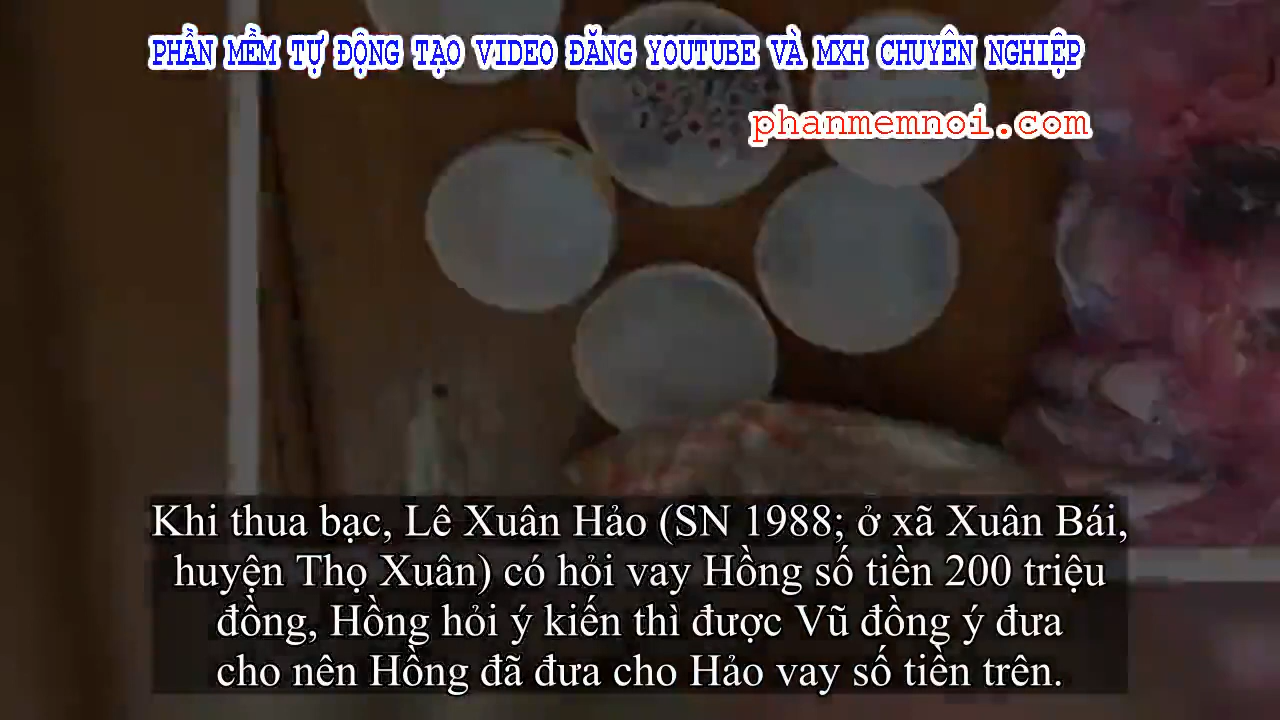 PHẦN MỀM TỰ ĐỘNG TẠO VIDEO ĐĂNG YOUTUBE VÀ MXH CHUYÊN NGHIỆP
phanmemnoi.com
Khi thua bạc, Lê Xuân Hảo (SN 1988; ở xã Xuân Bái,
huyện Thọ Xuân) có hỏi vay Hồng số tiền 200 triệu
đồng, Hồng hỏi ý kiến thì được Vũ đồng ý đưa
cho nên Hồng đã đưa cho Hảo vay số tiền trên.